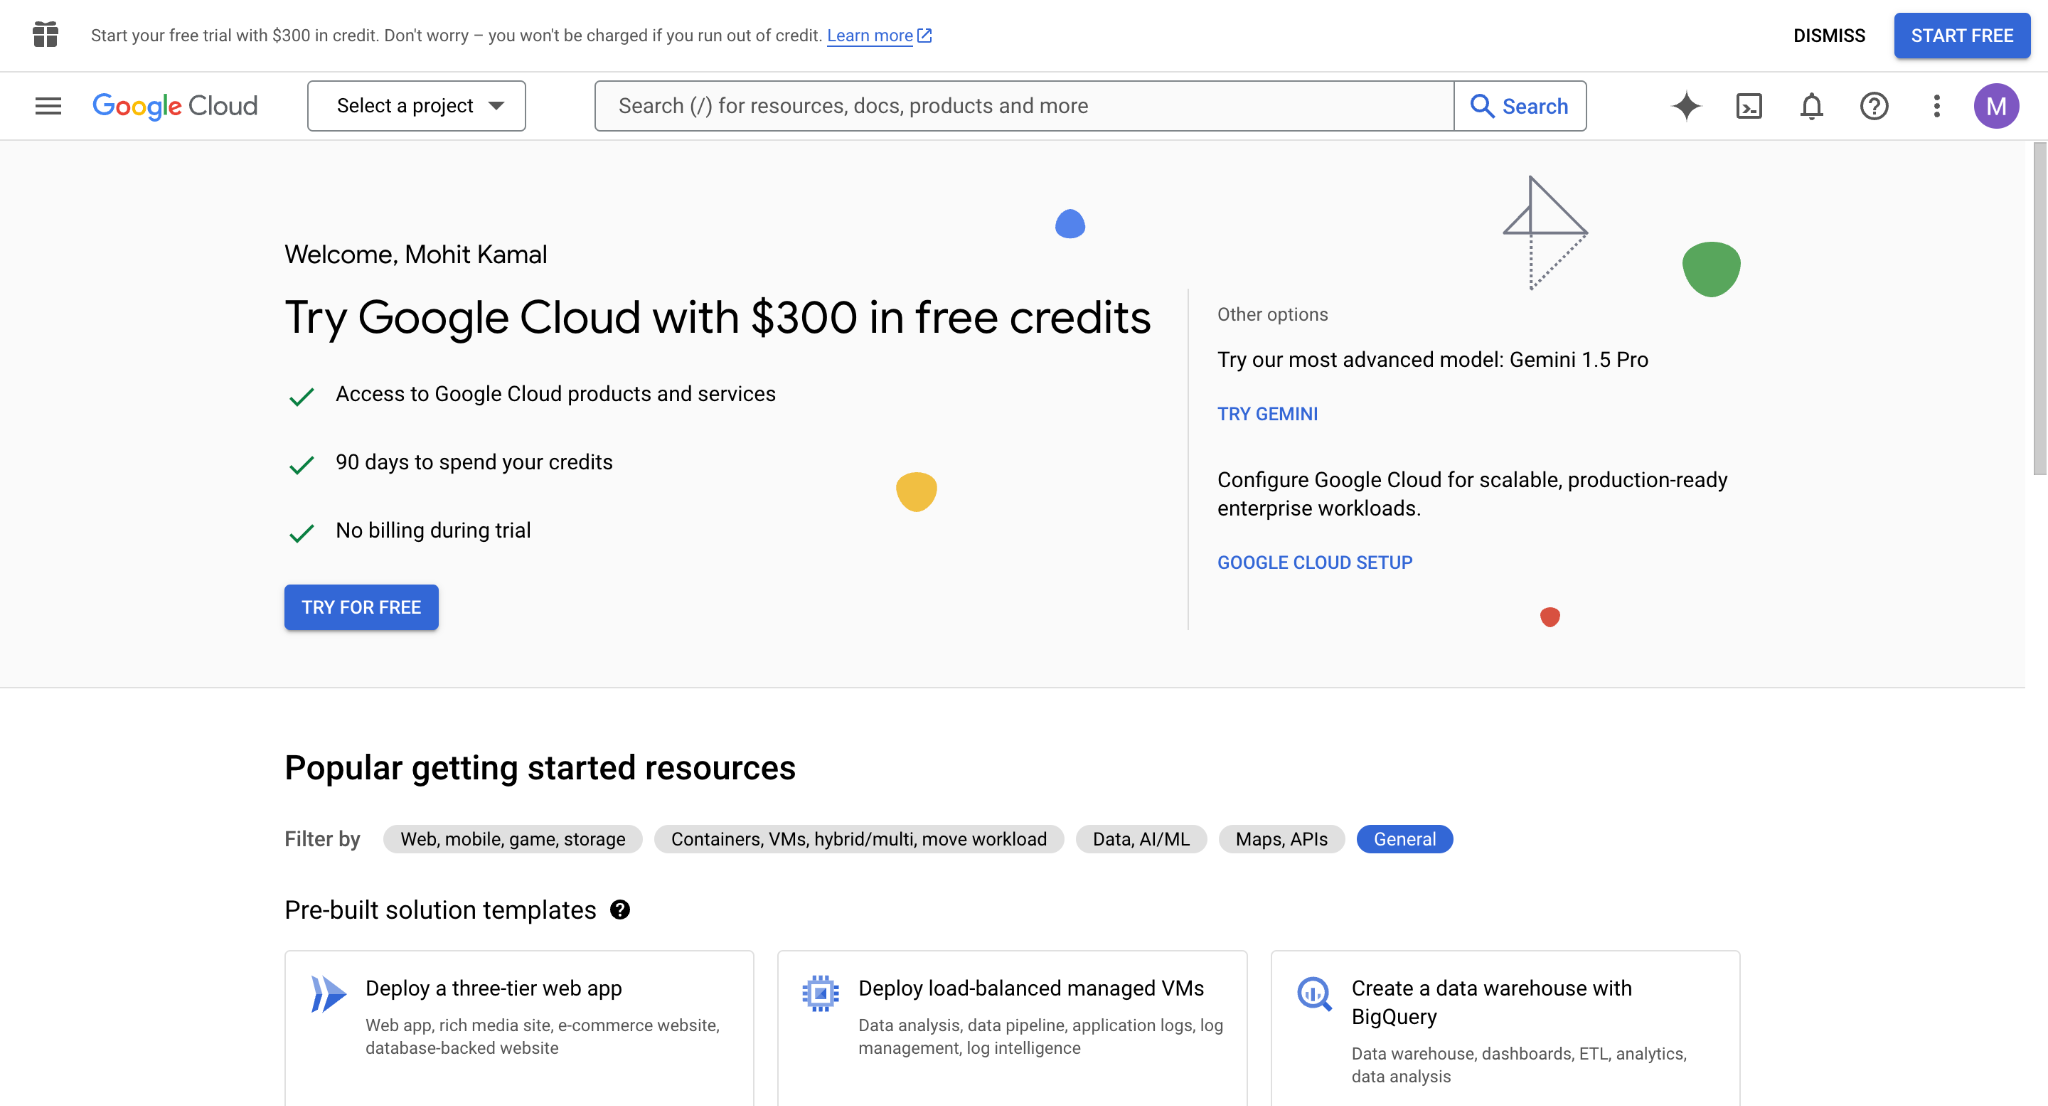 Start your free trial with $300 in credit. Don't worry – you won't be charged if you run out of credit. Learn more
DISMISS
START FREE
Google Cloud
Select a project
Search (/) for resources, docs, products and more
Search
M
Welcome, Mohit Kamal
Try Google Cloud with $300 in free credits
Access to Google Cloud products and services
90 days to spend your credits
No billing during trial
TRY FOR FREE
Other options
Try our most advanced model: Gemini 1.5 Pro
TRY GEMINI
Configure Google Cloud for scalable, production-ready
enterprise workloads.
GOOGLE CLOUD SETUP
Popular getting started resources
Filter by
Web, mobile, game, storage
Containers, VMs, hybrid/multi, move workload
Data, AI/ML
Maps, APIs
General
Pre-built solution templates
Deploy a three-tier web app
Web app, rich media site, e-commerce website,
database-backed website
Deploy load-balanced managed VMs
Data analysis, data pipeline, application logs, log
management, log intelligence
Create a data warehouse with
BigQuery
Data warehouse, dashboards, ETL, analytics,
data analysis